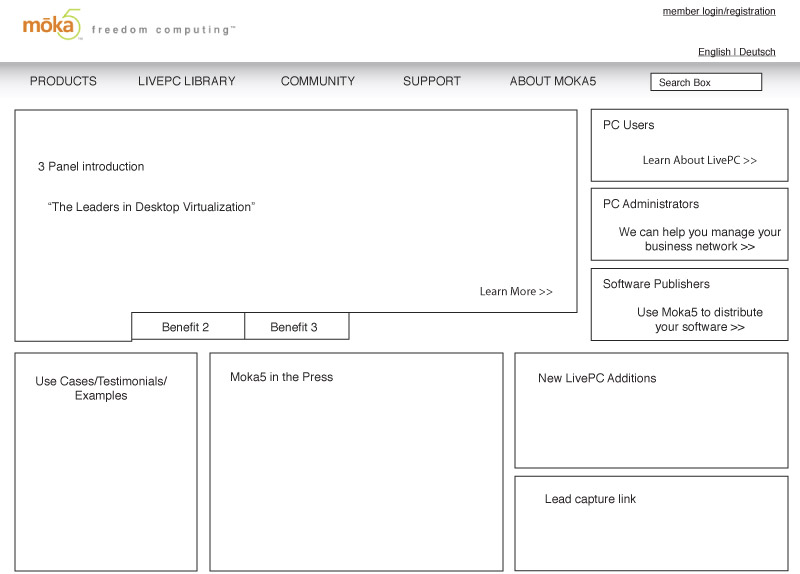 member login/registration
mōka5™ freedom computing™
English | Deutsch
PRODUCTS LIVEPC LIBRARY COMMUNITY SUPPORT ABOUT MOKA5 Search Box
3 Panel introduction
“The Leaders in Desktop Virtualization”
Learn More >>
Benefit 2 Benefit 3
PC Users
Learn About LivePC >>
PC Administrators
We can help you manage your
business network >>
Software Publishers
Use Moka5 to distribute
your software >>
Use Cases/Testimonials/
Examples
Moka5 in the Press
New LivePC Additions
Lead capture link